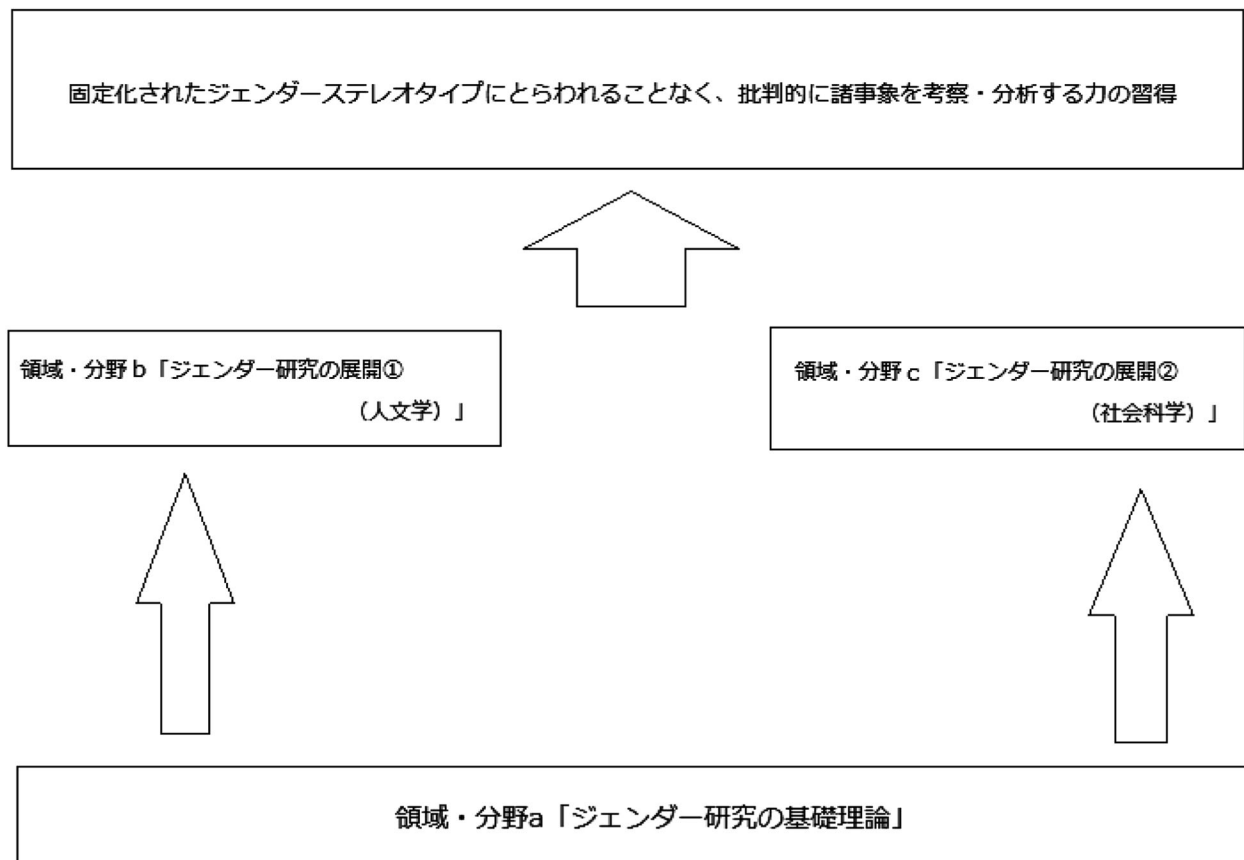 固定化されたジェンダーステレオタイプにとらわれることなく、批判的に諸事象を考察・分析する力の習得
領域・分野ｂ「ジェンダー研究の展開①
（人文学）」
領域・分野ｃ「ジェンダー研究の展開②
（社会科学）」
領域・分野a「ジェンダー研究の基礎理論」